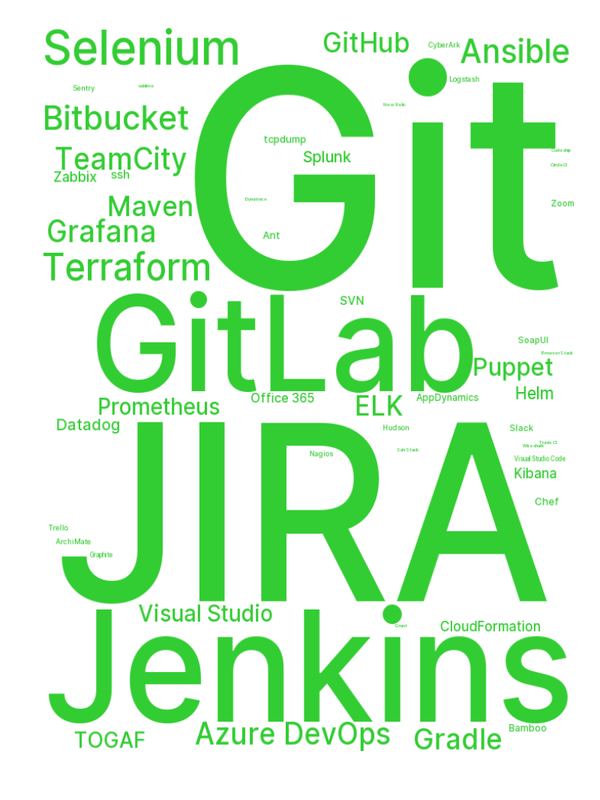 Selenium
GitHub
CyberArk
Ansible
Logstash
Sentry
Git
Bitbucket
tcpdump
TeamCity
Splunk
Zabbix
ssh
CircleCI
Maven
Zoom
Grafana
Ant
Terraform
GitLab
SVN
SoapUI
Puppet
Helm
Office 365
AppDynamics
Prometheus
ELK
Datadog
Hudson
Slack
JIRA
Nagios
Visual Studio Code
Kibana
Chef
Trello
ArchiMate
Graphite
Visual Studio
CloudFormation
Jenkins
Azure DevOps
Bamboo
TOGAF
Gradle